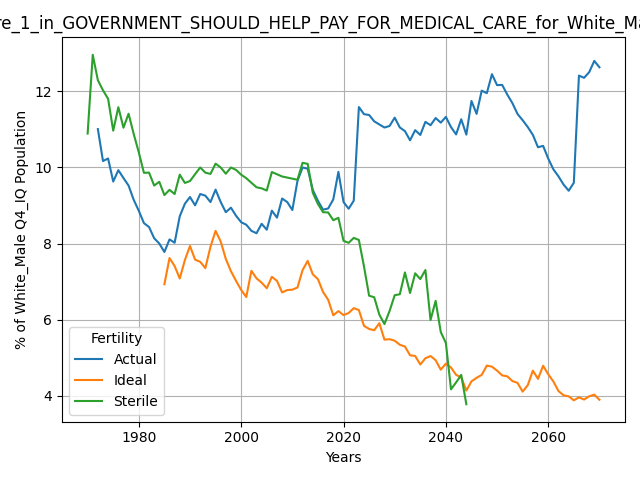 re_1_in_GOVERNMENT_SHOULD_HELP_PAY_FOR_MEDICAL_CARE_for_White_Ma
% of White_Male Q4_IQ Population
12
10
8
6
4
Fertility
Actual
Ideal
Sterile
1980 2000 2020 2040 2060
Years